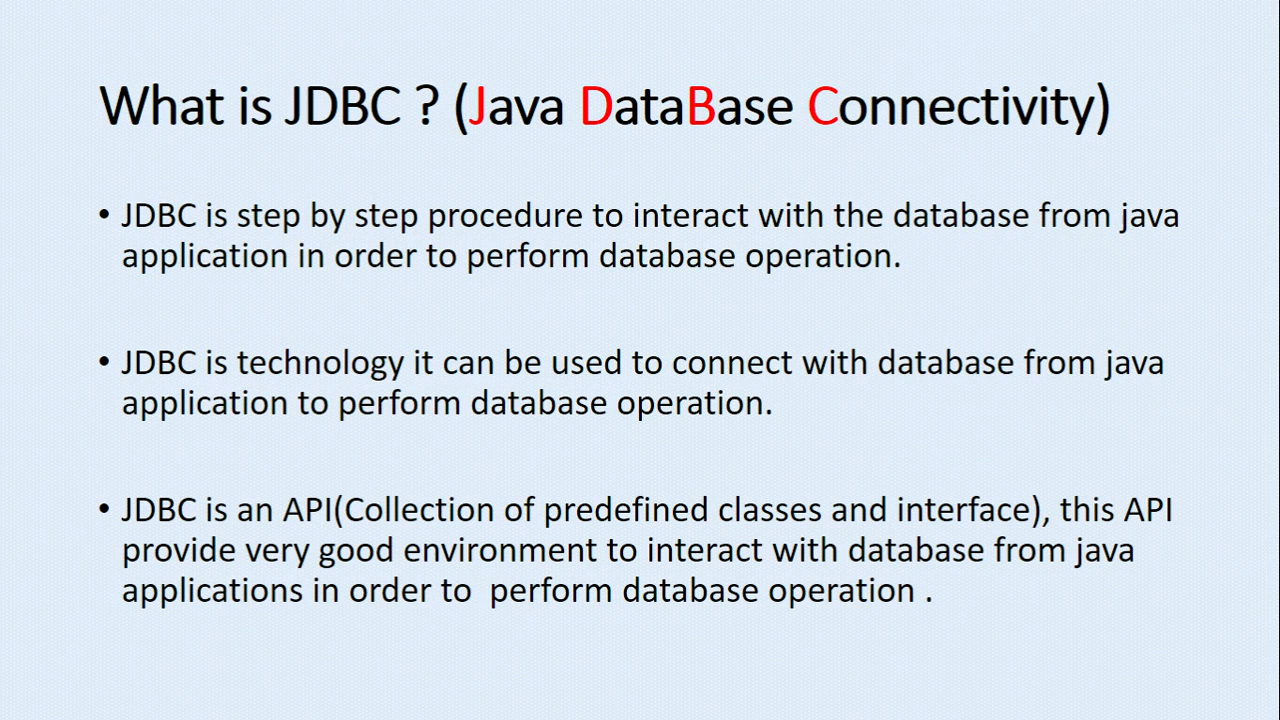 What is JDBC ? (Java DataBase Connectivity)
• JDBC is step by step procedure to interact with the database from java
application in order to perform database operation.
• JDBC is technology it can be used to connect with database from java
application to perform database operation.
• JDBC is an API(Collection of predefined classes and interface), this API
provide very good environment to interact with database from java
applications in order to  perform database operation .